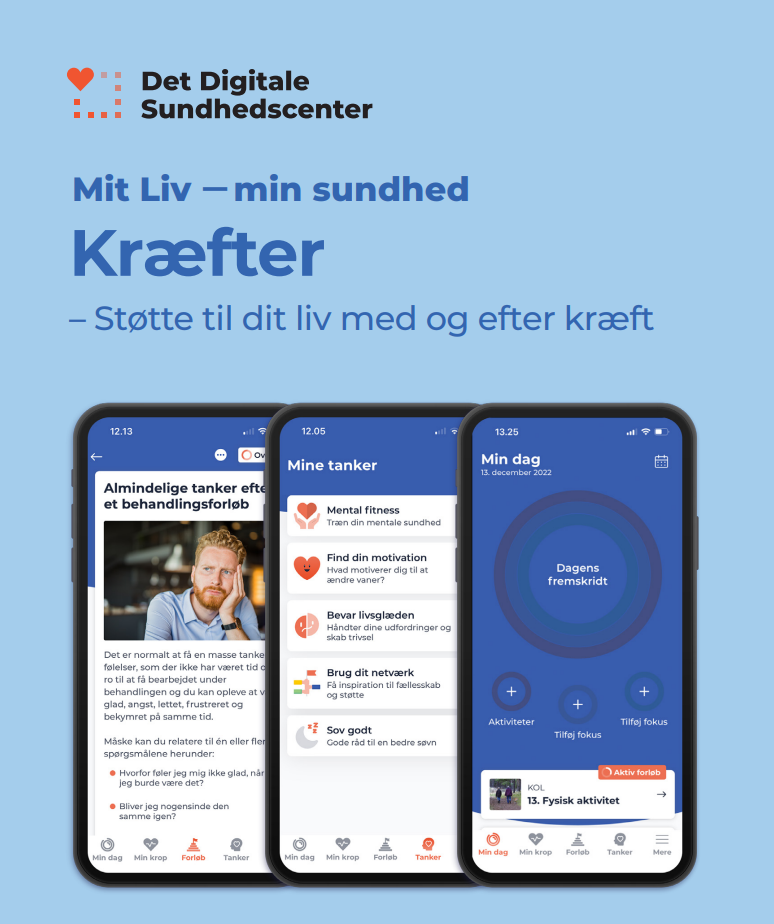 Det Digitale
Sundhedscenter
Mit Liv – min sundhed
Kræfter
– Støtte til dit liv med og efter kræft
12.13
Almindelige tanker efte
et behandlingsforløb
Det er normalt at få en masse tanke
følelser, som der ikke har været tid o
ro til at få bearbejdet under
behandlingen og du kan opleve at v
glad, angst, lettet, frustreret og
bekymret på samme tid.
Måske kan du relatere til én eller fler
spørgsmålene herunder:
Hvorfor føler jeg mig ikke glad, når
jeg burde være det?
Bliver jeg nogensinde den
samme igen?
Min dag Min krop Forløb Tanker
12.05
Mine tanker
Mental fitness
Træn din mentale sundhed
Find din motivation
Hvad motiverer dig til at
ændre vaner?
Bevar livsglæden
Håndter dine udfordringer og
skab trivsel
Brug dit netværk
Få inspiration til fællesskab
og støtte
Sov godt
Gode råd til en bedre søvn
Min dag Min krop Forløb Tanker
13.25
Min dag
13. december 2022
Dagens
fremskridt
Aktiviteter Tilføj fokus Tilføj fokus
Aktiv forløb
KOL
13. Fysisk aktivitet
Min dag Min krop Forløb Tanker Mere